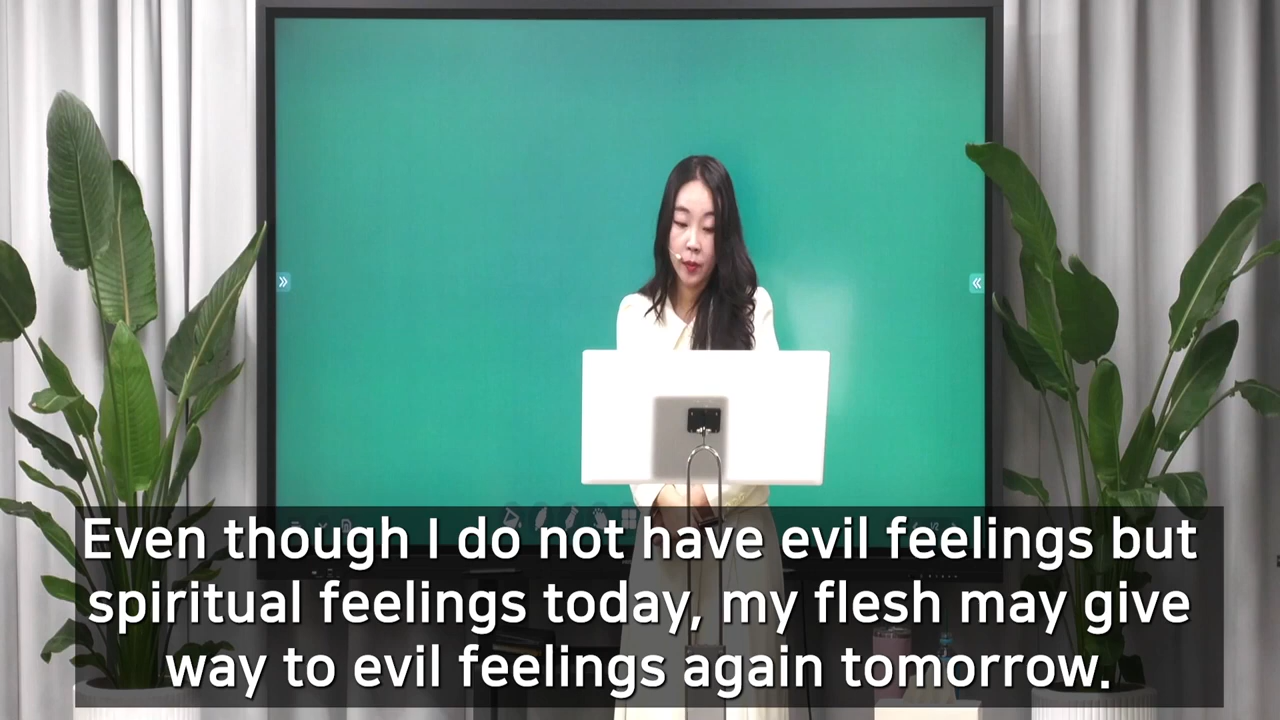 Even though I do not have evil feelings but
spiritual feelings today, my flesh may give
way to evil feelings again tomorrow.